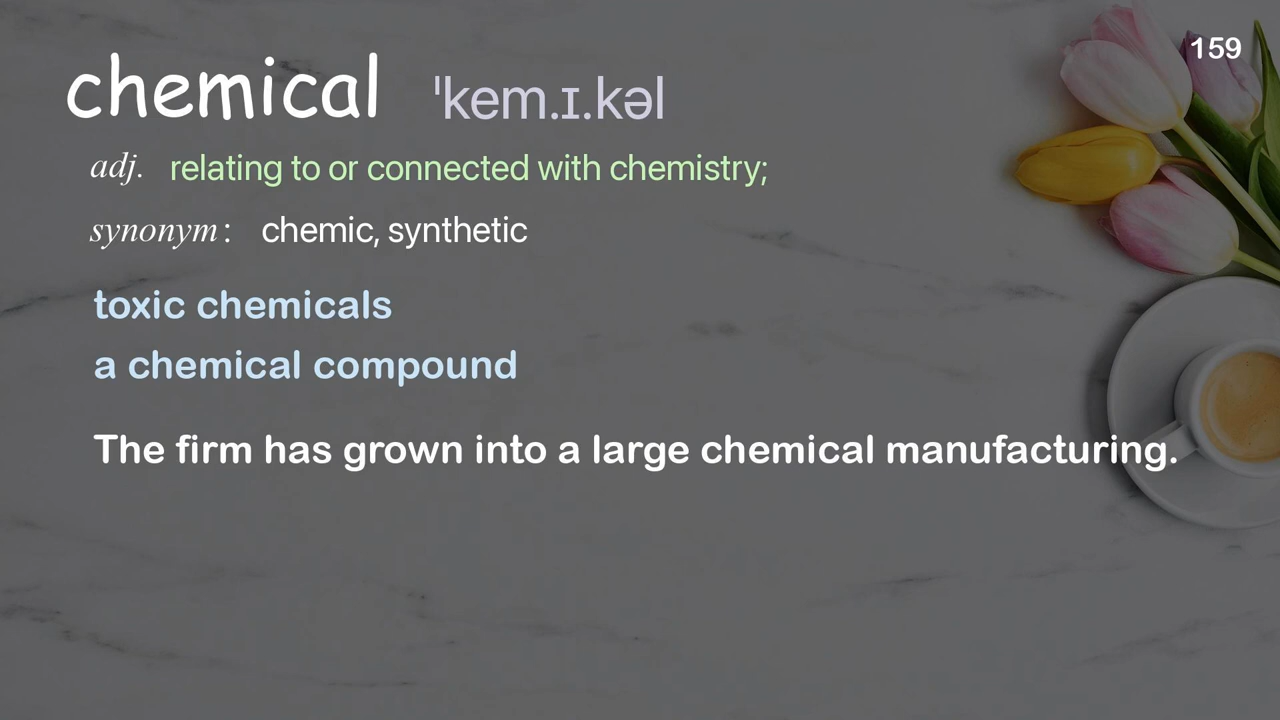 159
chemical ˈkem.ɪ.kəl
adj. relating to or connected with chemistry;
synonym: chemic, synthetic
toxic chemicals
a chemical compound
The firm has grown into a large chemical manufacturing.